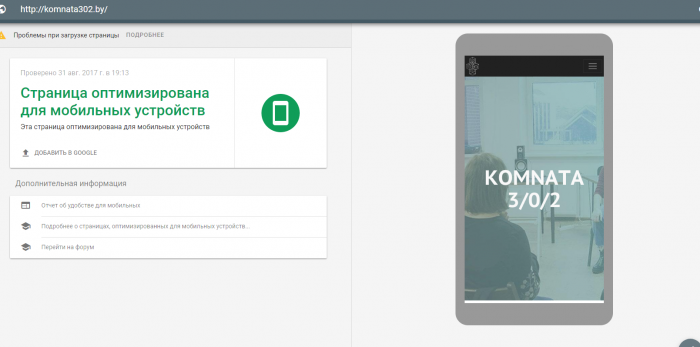 http://komnata302.by/
Проблемы при загрузке страницы ПОДРОБНЕЕ
Проверено 31 авг. 2017 г. в 19:13
Страница оптимизирована
для мобильных устройств
Эта страница оптимизирована для мобильных устройств
ДОБАВИТЬ В GOOGLE
Дополнительная информация
Отчет об удобстве для мобильных
Подробнее о страницах, оптимизированных для мобильных устройств...
Перейти на форум
KOMNATA
3/0/2